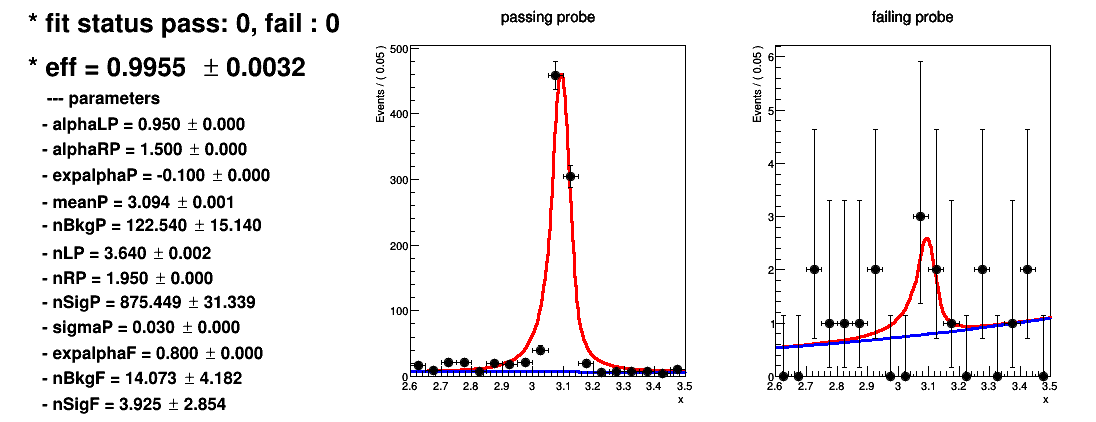 * fit status pass: 0, fail : 0
* eff = 0.9955 ± 0.0032
--- parameters
- alphaLP = 0.950 ± 0.000
- alphaRP = 1.500 ± 0.000
- expalphaP = -0.100 ± 0.000
- meanP = 3.094 ± 0.001
- nBkgP = 122.540 ± 15.140
- nLP = 3.640 ± 0.002
- nRP = 1.950 ± 0.000
- nSigP = 875.449 ± 31.339
- sigmaP = 0.030 ± 0.000
- expalphaF = 0.800 ± 0.000
- nBkgF = 14.073 ± 4.182
- nSigF = 3.925 ± 2.854
passing probe
Events / ( 0.05 )
500
400
300
200
100
0
2.6 2.7 2.8 2.9 3 3.1 3.2 3.3 3.4 3.5
x
failing probe
Events / ( 0.05 )
6
5
4
3
2
1
0
2.6 2.7 2.8 2.9 3 3.1 3.2 3.3 3.4 3.5
x